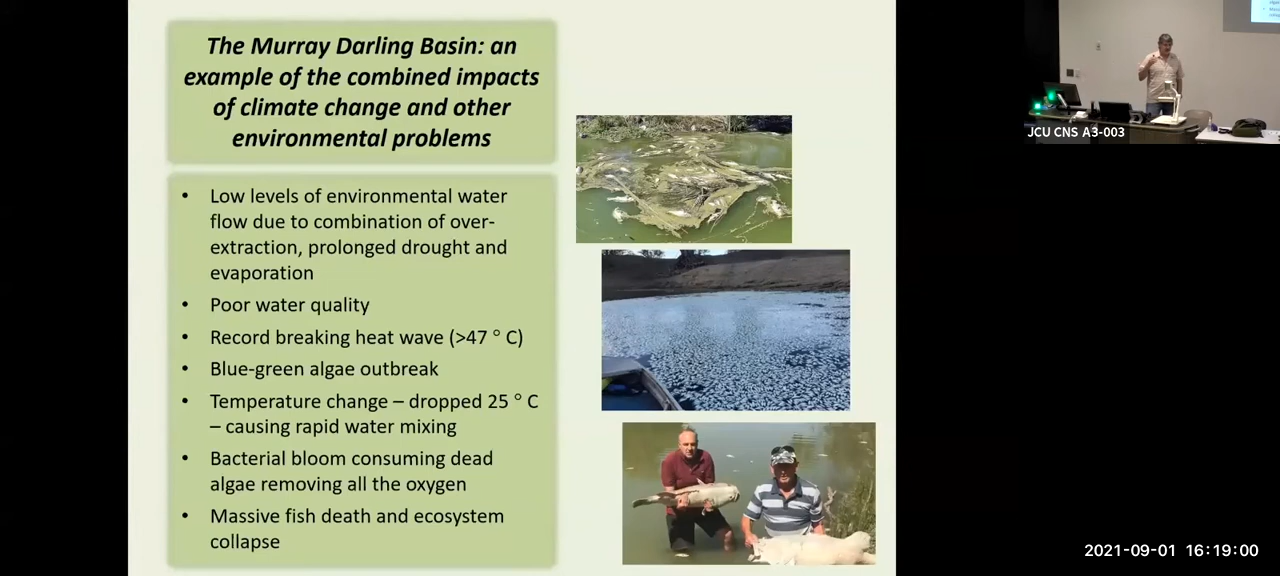 The Murray Darling Basin: an
example of the combined impacts
of climate change and other
environmental problems
• Low levels of environmental water
flow due to combination of over-
extraction, prolonged drought and
evaporation
• Poor water quality
• Record breaking heat wave (>47 ° C)
• Blue-green algae outbreak
• Temperature change – dropped 25 ° C
– causing rapid water mixing
• Bacterial bloom consuming dead
algae removing all the oxygen
• Massive fish death and ecosystem
collapse
JCU CNS A3-003
2021-09-01 16:19:00